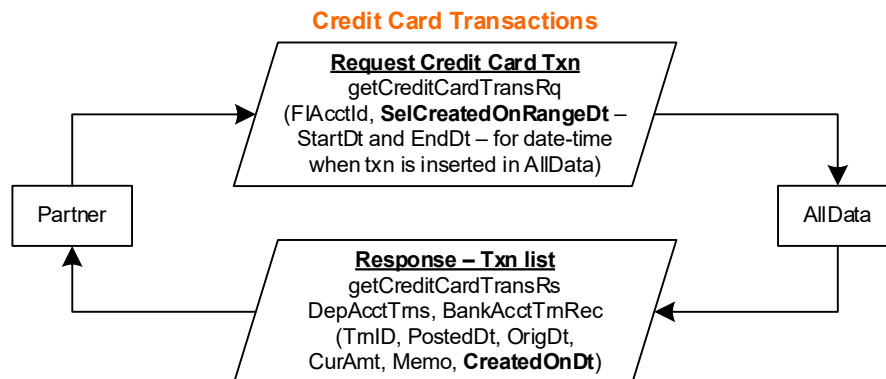 Credit Card Transactions
Request Credit Card Txn
getCreditCardTransRq
(FIAcctId, SelCreatedOnRangeDt –
StartDt and EndDt – for date-time
when txn is inserted in AllData)
Partner
AllData
Response – Txn list
getCreditCardTransRs
DepAcctTrns, BankAcctTrnRec
(TrnID, PostedDt, OrigDt,
CurAmt, Memo, CreatedOnDt)